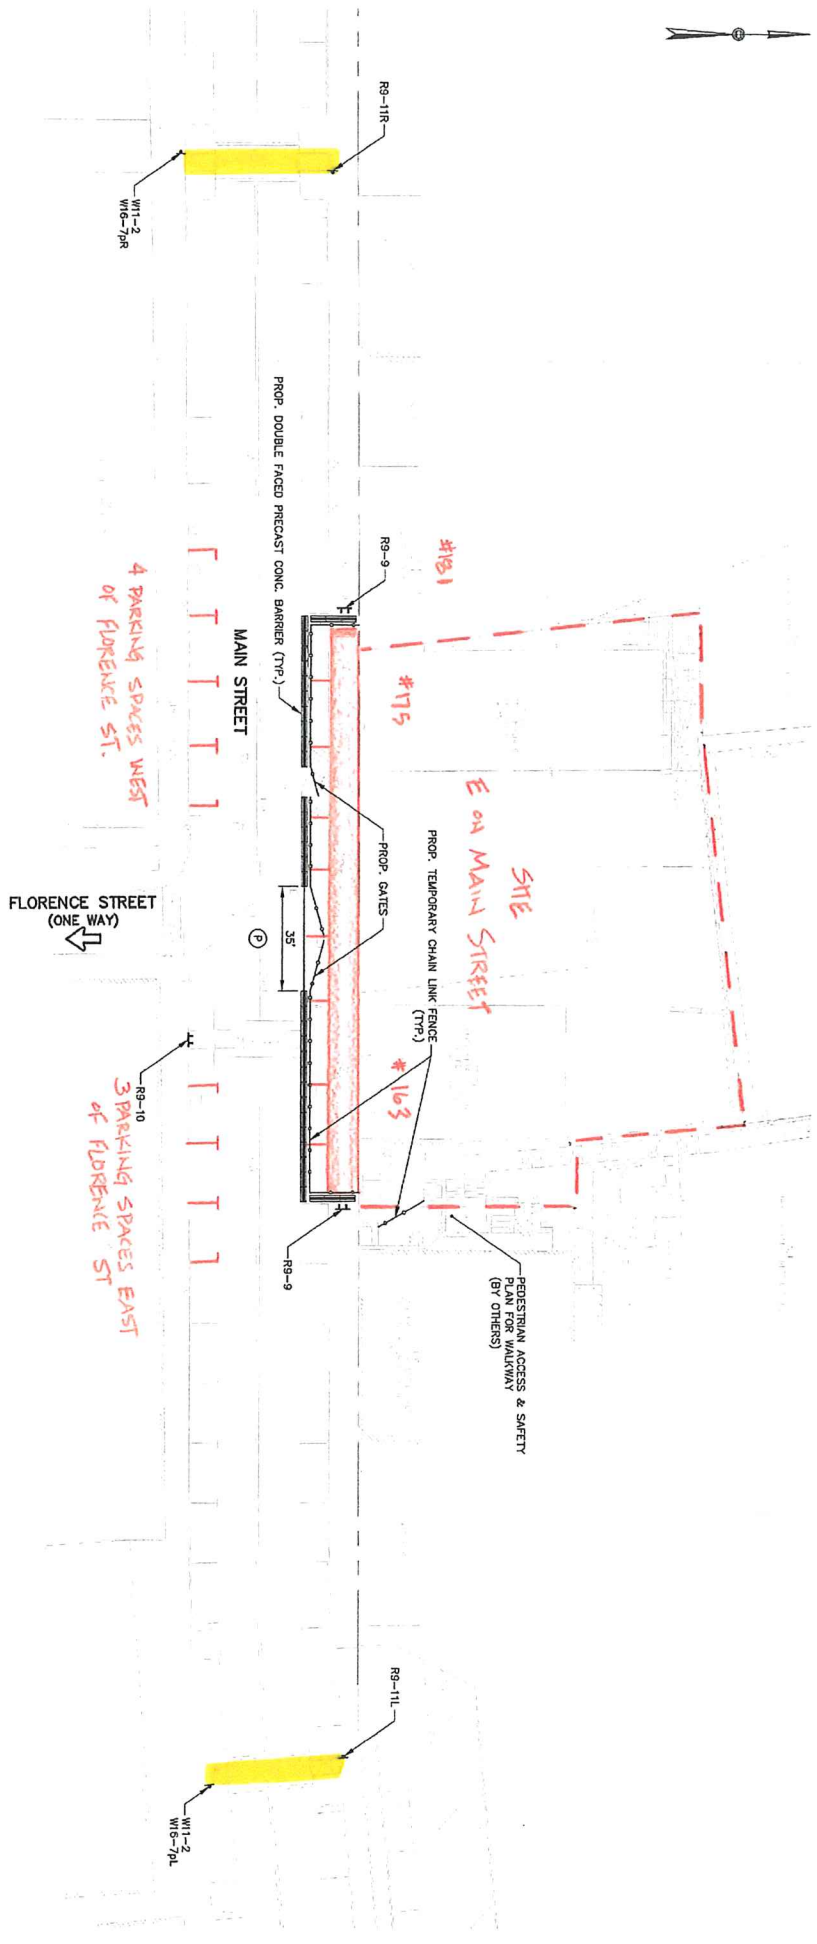 R9-11R
W11-2
W16-7pR
PROP. DOUBLE FACED PRECAST CONC. BARRIER (TYP.)
R9-9
#181
#175
4 PARKING SPACES WEST
OF FLORENCE ST.
MAIN STREET
SITE
E ON MAIN STREET
PROP. GATES
PROP. TEMPORARY CHAIN LINK FENCE
(TYP.)
FLORENCE STREET
(ONE WAY)
P
35'
#163
R9-10
3 PARKING SPACES EAST
OF FLORENCE ST
R9-9
PEDESTRIAN ACCESS & SAFETY
PLAN FOR WALKWAY
(BY OTHERS)
R9-11L
W11-2
W16-7pL